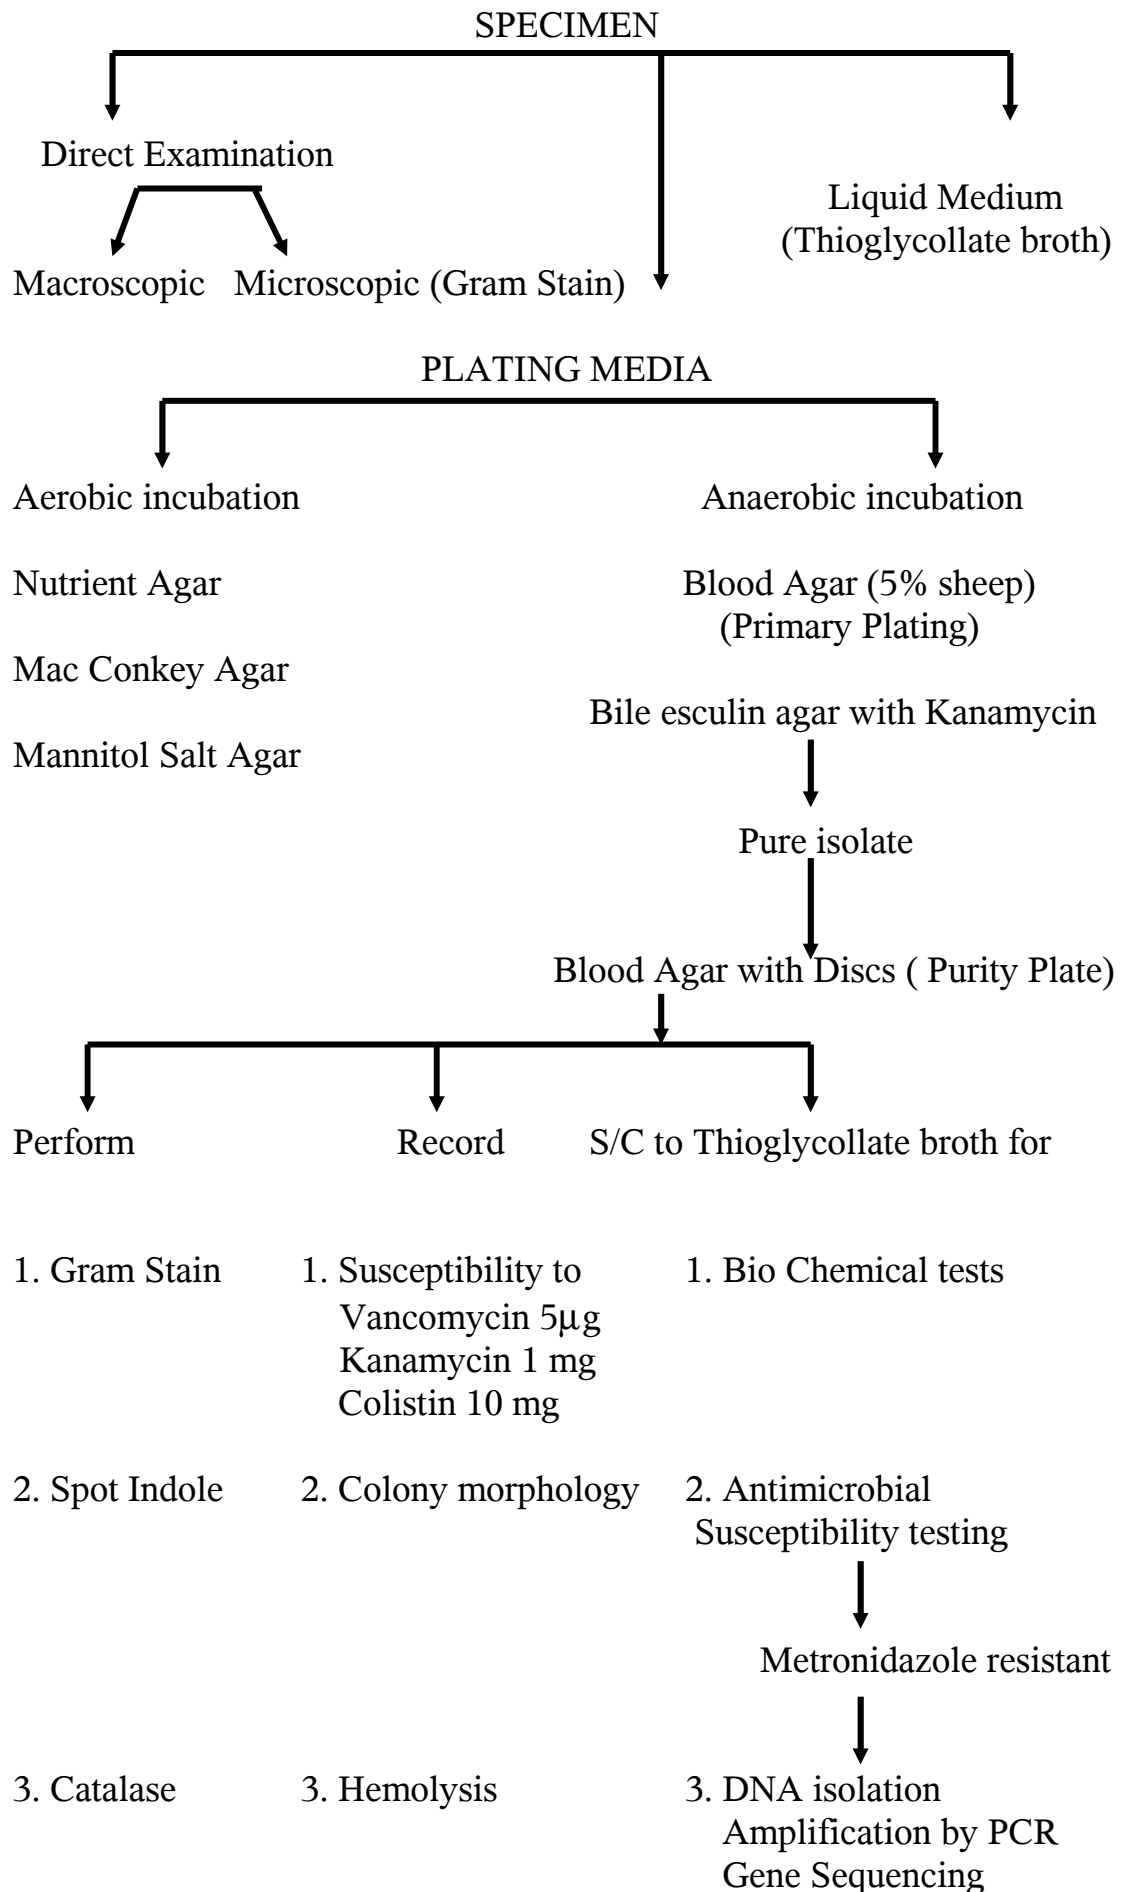 SPECIMEN
Direct Examination
Liquid Medium
(Thioglycollate broth)
Macroscopic Microscopic (Gram Stain)
PLATING MEDIA
Aerobic incubation
Anaerobic incubation
Nutrient Agar
Blood Agar (5% sheep)
(Primary Plating)
Mac Conkey Agar
Bile esculin agar with Kanamycin
Mannitol Salt Agar
Pure isolate
Blood Agar with Discs ( Purity Plate)
Perform
Record
S/C to Thioglycollate broth for
1. Gram Stain
1. Susceptibility to
Vancomycin 5μg
Kanamycin 1 mg
Colistin 10 mg
1. Bio Chemical tests
2. Spot Indole
2. Colony morphology
2. Antimicrobial
Susceptibility testing
Metronidazole resistant
3. Catalase
3. Hemolysis
3. DNA isolation
Amplification by PCR
Gene Sequencing